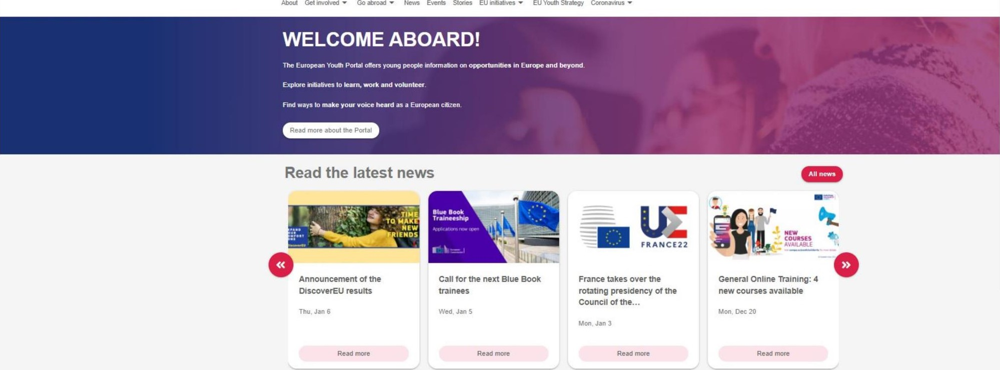 About Get involved Go abroad News Events Stories EU initiatives EU Youth Strategy Coronavirus
WELCOME ABOARD!
The European Youth Portal offers young people information on opportunities in Europe and beyond.
Explore initiatives to learn, work and volunteer.
Find ways to make your voice heard as a European citizen.
Read more about the Portal
Read the latest news
All news
TIME
TO MAKE
NEW
FRIENDS
DiscoverEU
Announcement of the
DiscoverEU results
Thu, Jan 6
Read more
Blue Book
Traineeship
Applications now open
European
Commission
Call for the next Blue Book
trainees
Wed, Jan 5
Read more
UE
FRANCE22
France takes over the
rotating presidency of the
Council of the…
Mon, Jan 3
Read more
NEW
COURSES
AVAILABLE
General Online Training: 4
new courses available
Mon, Dec 20
Read more